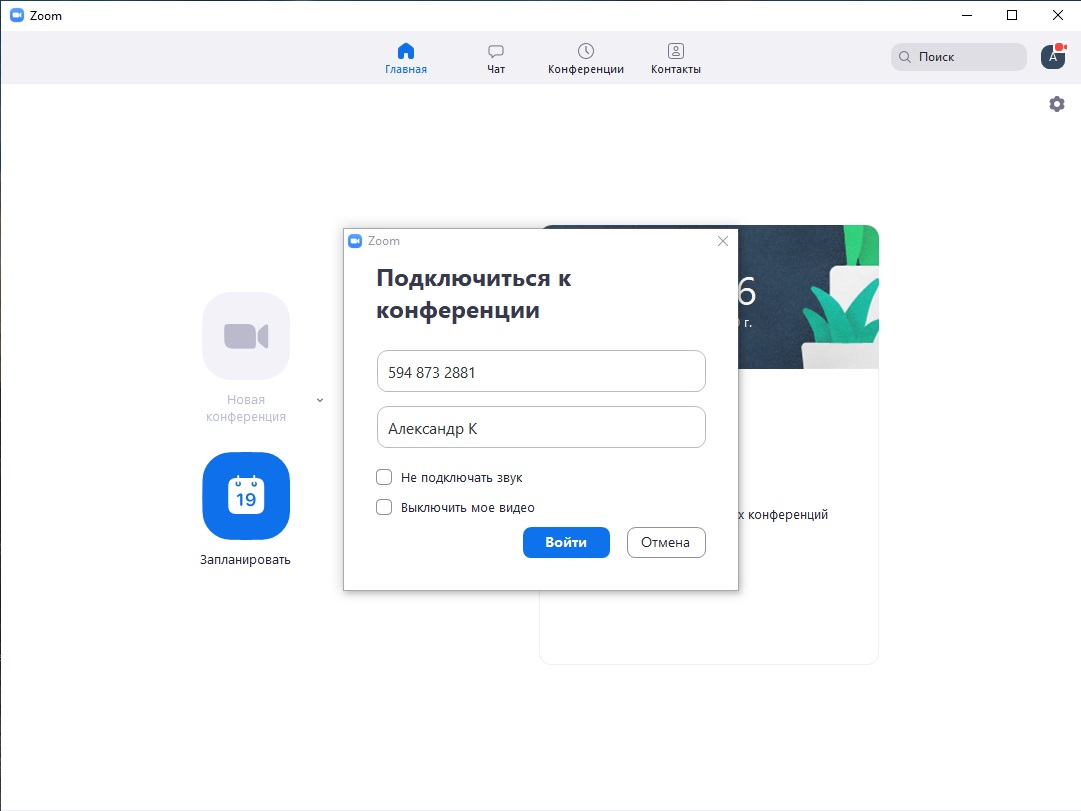 Zoom
Главная
Чат
Конференции
Контакты
Поиск
A
Zoom
Подключиться к
конференции
594 873 2881
Александр К
Не подключать звук
Выключить мое видео
Войти
Отмена
6
г.
Новая
конференция
19
Запланировать
х конференций